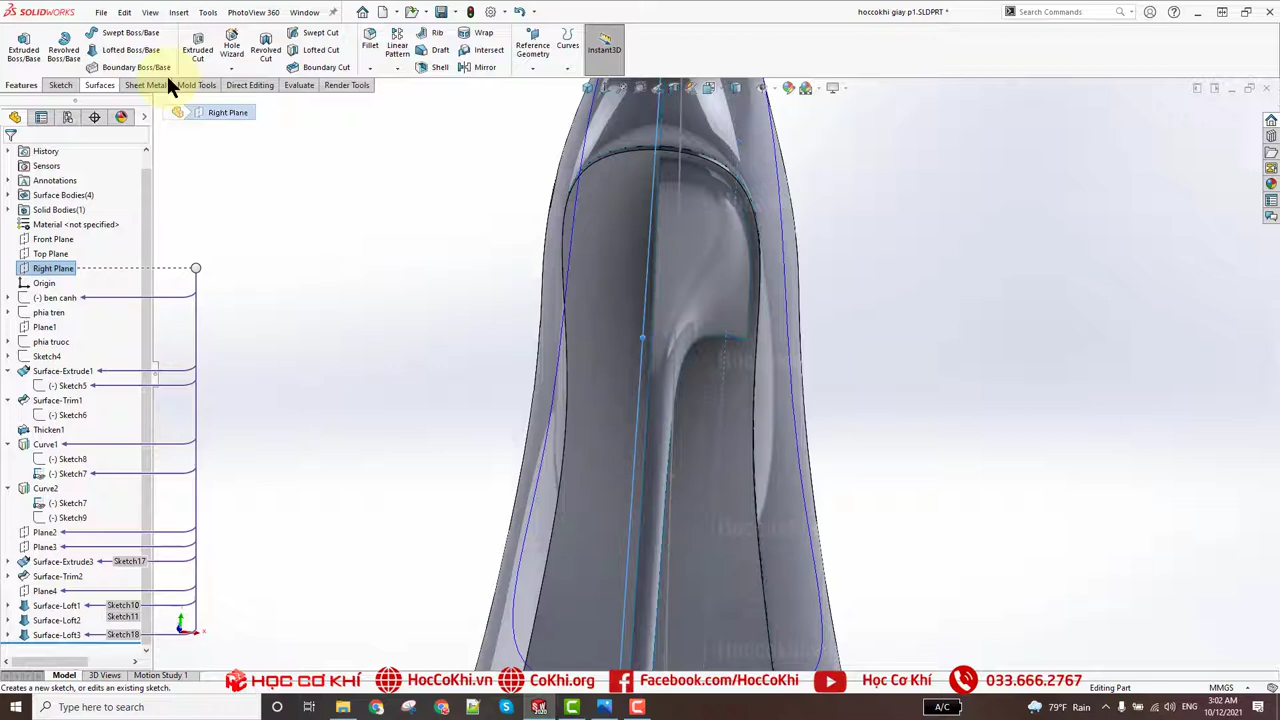 SOLIDWORKS File Edit View Insert Tools PhotoView 360 Window hoccokhi giay p1.SLDPRT * Search Commands
Extruded Boss/Base Revolved Boss/Base Swept Boss/Base Lofted Boss/Base Boundary Boss/Base Extruded Cut Hole Wizard Revolved Cut Swept Cut Lofted Cut Boundary Cut Fillet Linear Pattern Rib Draft Shell Wrap Intersect Mirror Reference Geometry Curves Instant3D
Features Sketch Surfaces Sheet Metal Mold Tools Direct Editing Evaluate Render Tools
Right Plane
History
Sensors
Annotations
Surface Bodies(4)
Solid Bodies(1)
Material <not specified>
Front Plane
Top Plane
Right Plane
Origin
(-) ben canh
phia tren
Plane1
phia truoc
Sketch4
Surface-Extrude1
(-) Sketch5
Surface-Trim1
(-) Sketch6
Thicken1
Curve1
(-) Sketch8
(-) Sketch7
Curve2
(-) Sketch7
(-) Sketch9
Plane2
Plane3
Surface-Extrude3 Sketch17
Surface-Trim2
Plane4
Surface-Loft1 Sketch10
Surface-Loft2 Sketch11
Surface-Loft3 Sketch18
Model 3D Views Motion Study 1
HỌC CƠ KHÍ HocCoKhi.vn CoKhi.org Facebook.com/HocCoKhi Học Cơ Khí 033.666.2767
Creates a new sketch, or edits an existing sketch. Editing Part MMGS
Type here to search A/C 79°F Rain 3:02 AM
10/12/2021